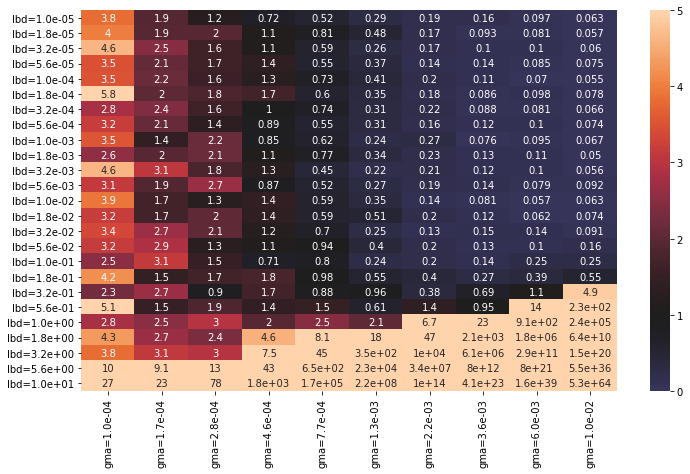 lbd=1.0e-05 3.8 1.9 1.2 0.72 0.52 0.29 0.19 0.16 0.097 0.063
lbd=1.8e-05 4 1.9 2 1.1 0.81 0.48 0.17 0.093 0.081 0.057
lbd=3.2e-05 4.6 2.5 1.6 1.1 0.59 0.26 0.17 0.1 0.1 0.06
lbd=5.6e-05 3.5 2.1 1.7 1.4 0.55 0.37 0.14 0.14 0.085 0.075
lbd=1.0e-04 3.5 2.2 1.6 1.3 0.73 0.41 0.2 0.11 0.07 0.055
lbd=1.8e-04 5.8 2 1.8 1.7 0.6 0.35 0.18 0.086 0.098 0.078
lbd=3.2e-04 2.8 2.4 1.6 1 0.74 0.31 0.22 0.088 0.081 0.066
lbd=5.6e-04 3.2 2.1 1.4 0.89 0.55 0.31 0.16 0.12 0.1 0.074
lbd=1.0e-03 3.5 1.4 2.2 0.85 0.62 0.24 0.27 0.076 0.095 0.067
lbd=1.8e-03 2.6 2 2.1 1.1 0.77 0.34 0.23 0.13 0.11 0.05
lbd=3.2e-03 4.6 3.1 1.8 1.3 0.45 0.22 0.21 0.12 0.1 0.056
lbd=5.6e-03 3.1 1.9 2.7 0.87 0.52 0.27 0.19 0.14 0.079 0.092
lbd=1.0e-02 3.9 1.7 1.3 1.4 0.59 0.35 0.14 0.081 0.057 0.063
lbd=1.8e-02 3.2 1.7 2 1.4 0.59 0.51 0.2 0.12 0.062 0.074
lbd=3.2e-02 3.4 2.7 2.1 1.2 0.7 0.25 0.13 0.15 0.14 0.091
lbd=5.6e-02 3.2 2.9 1.3 1.1 0.94 0.4 0.2 0.13 0.1 0.16
lbd=1.0e-01 2.5 3.1 1.5 0.71 0.8 0.24 0.2 0.14 0.25 0.25
lbd=1.8e-01 4.2 1.5 1.7 1.8 0.98 0.55 0.4 0.27 0.39 0.55
lbd=3.2e-01 2.3 2.7 0.9 1.7 0.88 0.96 0.38 0.69 1.1 4.9
lbd=5.6e-01 5.1 1.5 1.9 1.4 1.5 0.61 1.4 0.95 14 2.3e+02
lbd=1.0e+00 2.8 2.5 3 2 2.5 2.1 6.7 23 9.1e+02 2.4e+05
lbd=1.8e+00 4.3 2.7 2.4 4.6 8.1 18 47 2.1e+03 1.8e+06 6.4e+10
lbd=3.2e+00 3.8 3.1 3 7.5 45 3.5e+02 1e+04 6.1e+06 2.9e+11 1.5e+20
lbd=5.6e+00 10 9.1 13 43 6.5e+02 2.3e+04 3.4e+07 8e+12 8e+21 5.5e+36
lbd=1.0e+01 27 23 78 1.8e+03 1.7e+05 2.2e+08 1e+14 4.1e+23 1.6e+39 5.3e+64
gma=1.0e-04
gma=1.7e-04
gma=2.8e-04
gma=4.6e-04
gma=7.7e-04
gma=1.3e-03
gma=2.2e-03
gma=3.6e-03
gma=6.0e-03
gma=1.0e-02
5
4
3
2
1
0